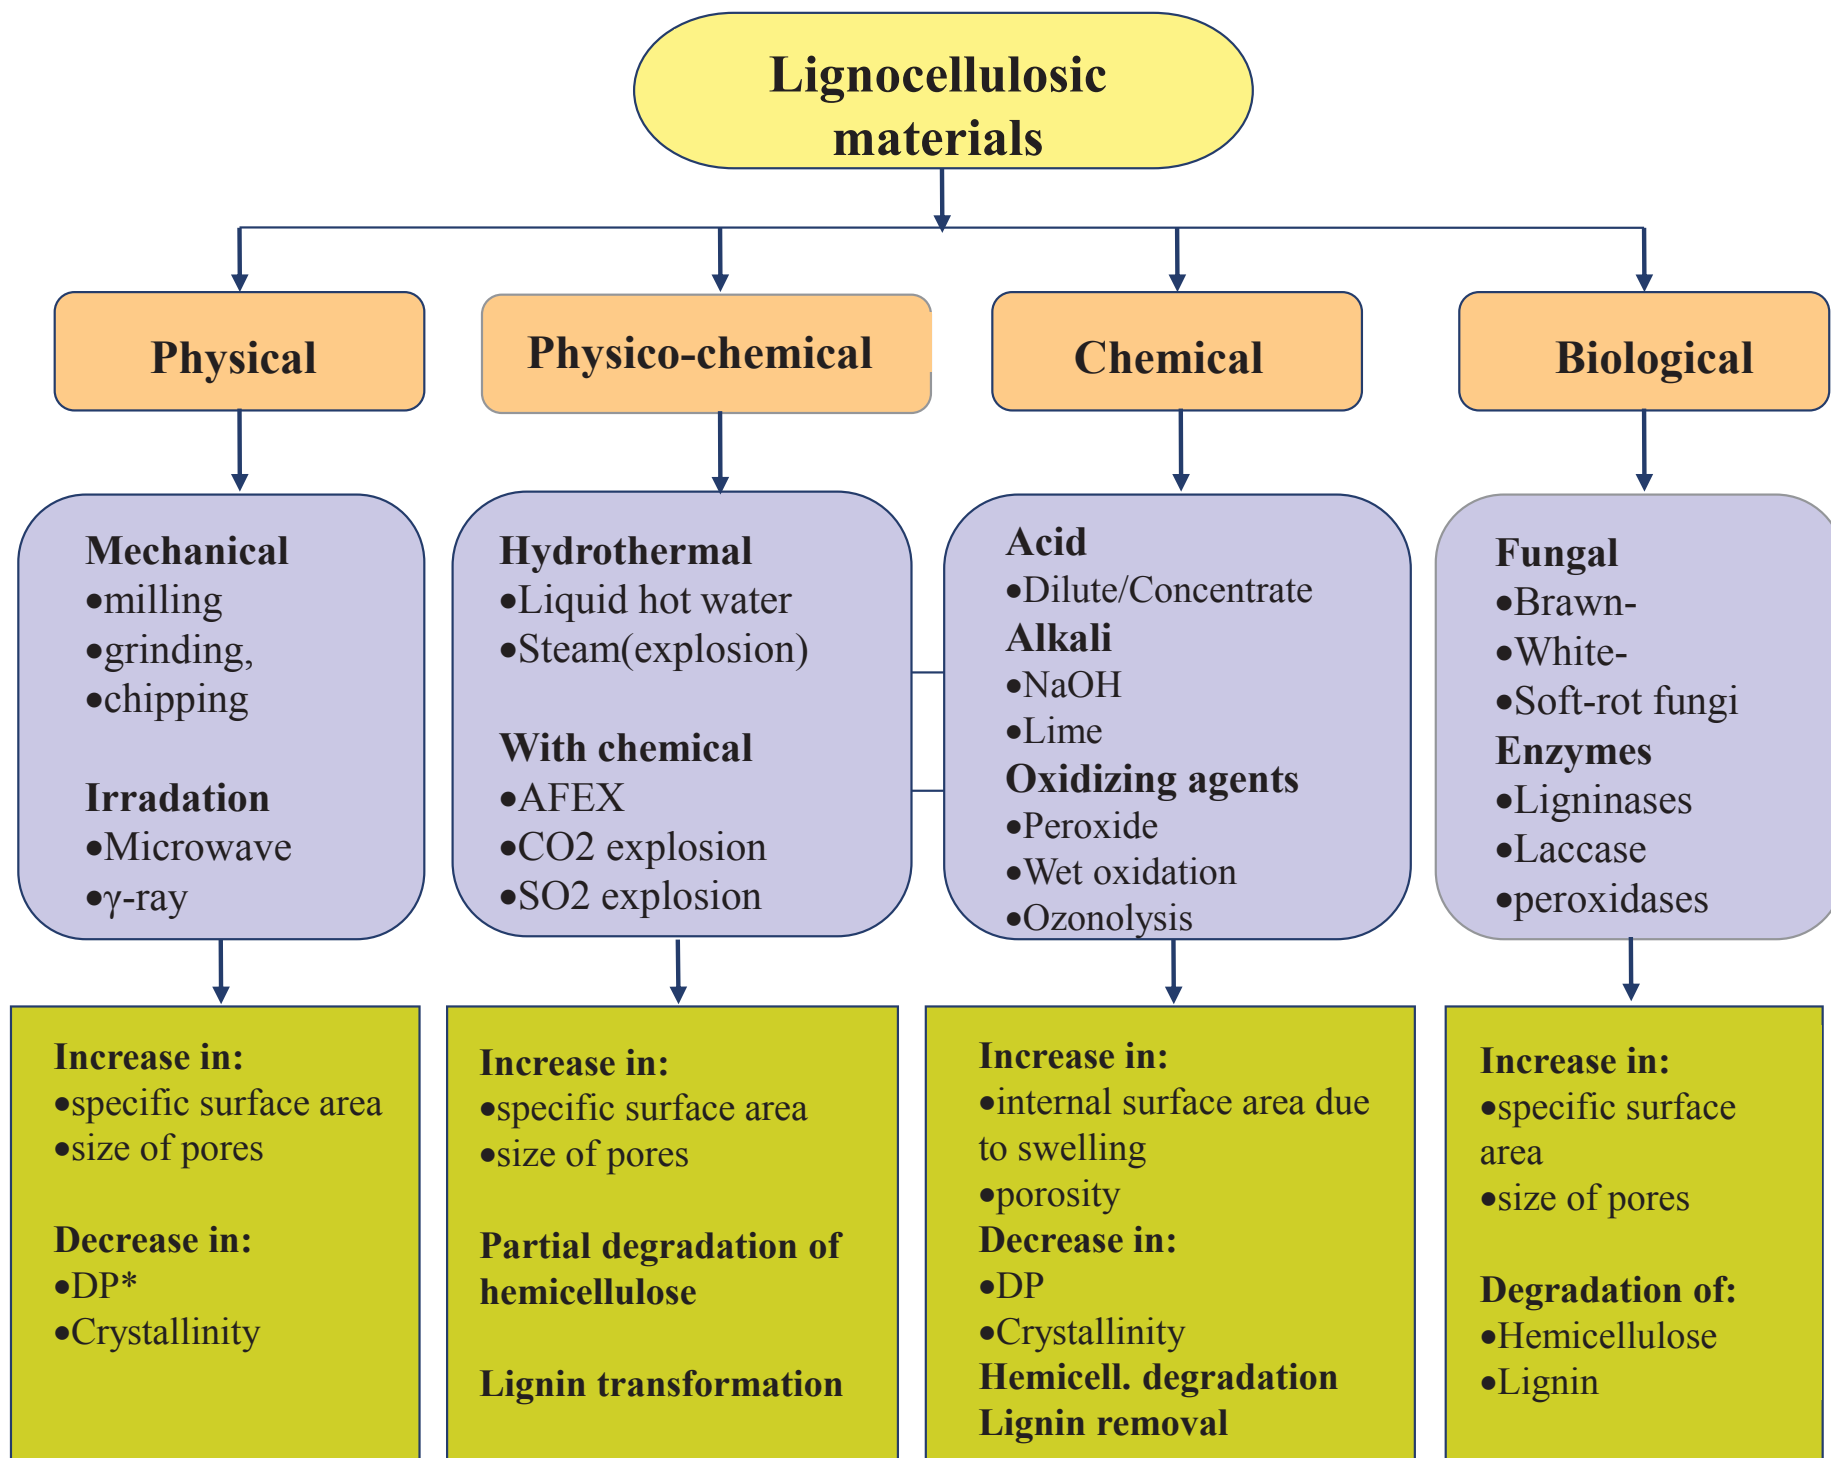 Lignocellulosic
materials
Physical
Physico-chemical
Chemical
Biological
Mechanical
•milling
•grinding,
•chipping
Irradation
•Microwave
•γ-ray
Hydrothermal
•Liquid hot water
•Steam(explosion)
With chemical
•AFEX
•CO2 explosion
•SO2 explosion
Acid
•Dilute/Concentrate
Alkali
•NaOH
•Lime
Oxidizing agents
•Peroxide
•Wet oxidation
•Ozonolysis
Fungal
•Brawn-
•White-
•Soft-rot fungi
Enzymes
•Ligninases
•Laccase
•peroxidases
Increase in:
•specific surface area
•size of pores
Decrease in:
•DP*
•Crystallinity
Increase in:
•specific surface area
•size of pores
Partial degradation of
hemicellulose
Lignin transformation
Increase in:
•internal surface area due
to swelling
•porosity
Decrease in:
•DP
•Crystallinity
Hemicell. degradation
Lignin removal
Increase in:
•specific surface
area
•size of pores
Degradation of:
•Hemicellulose
•Lignin